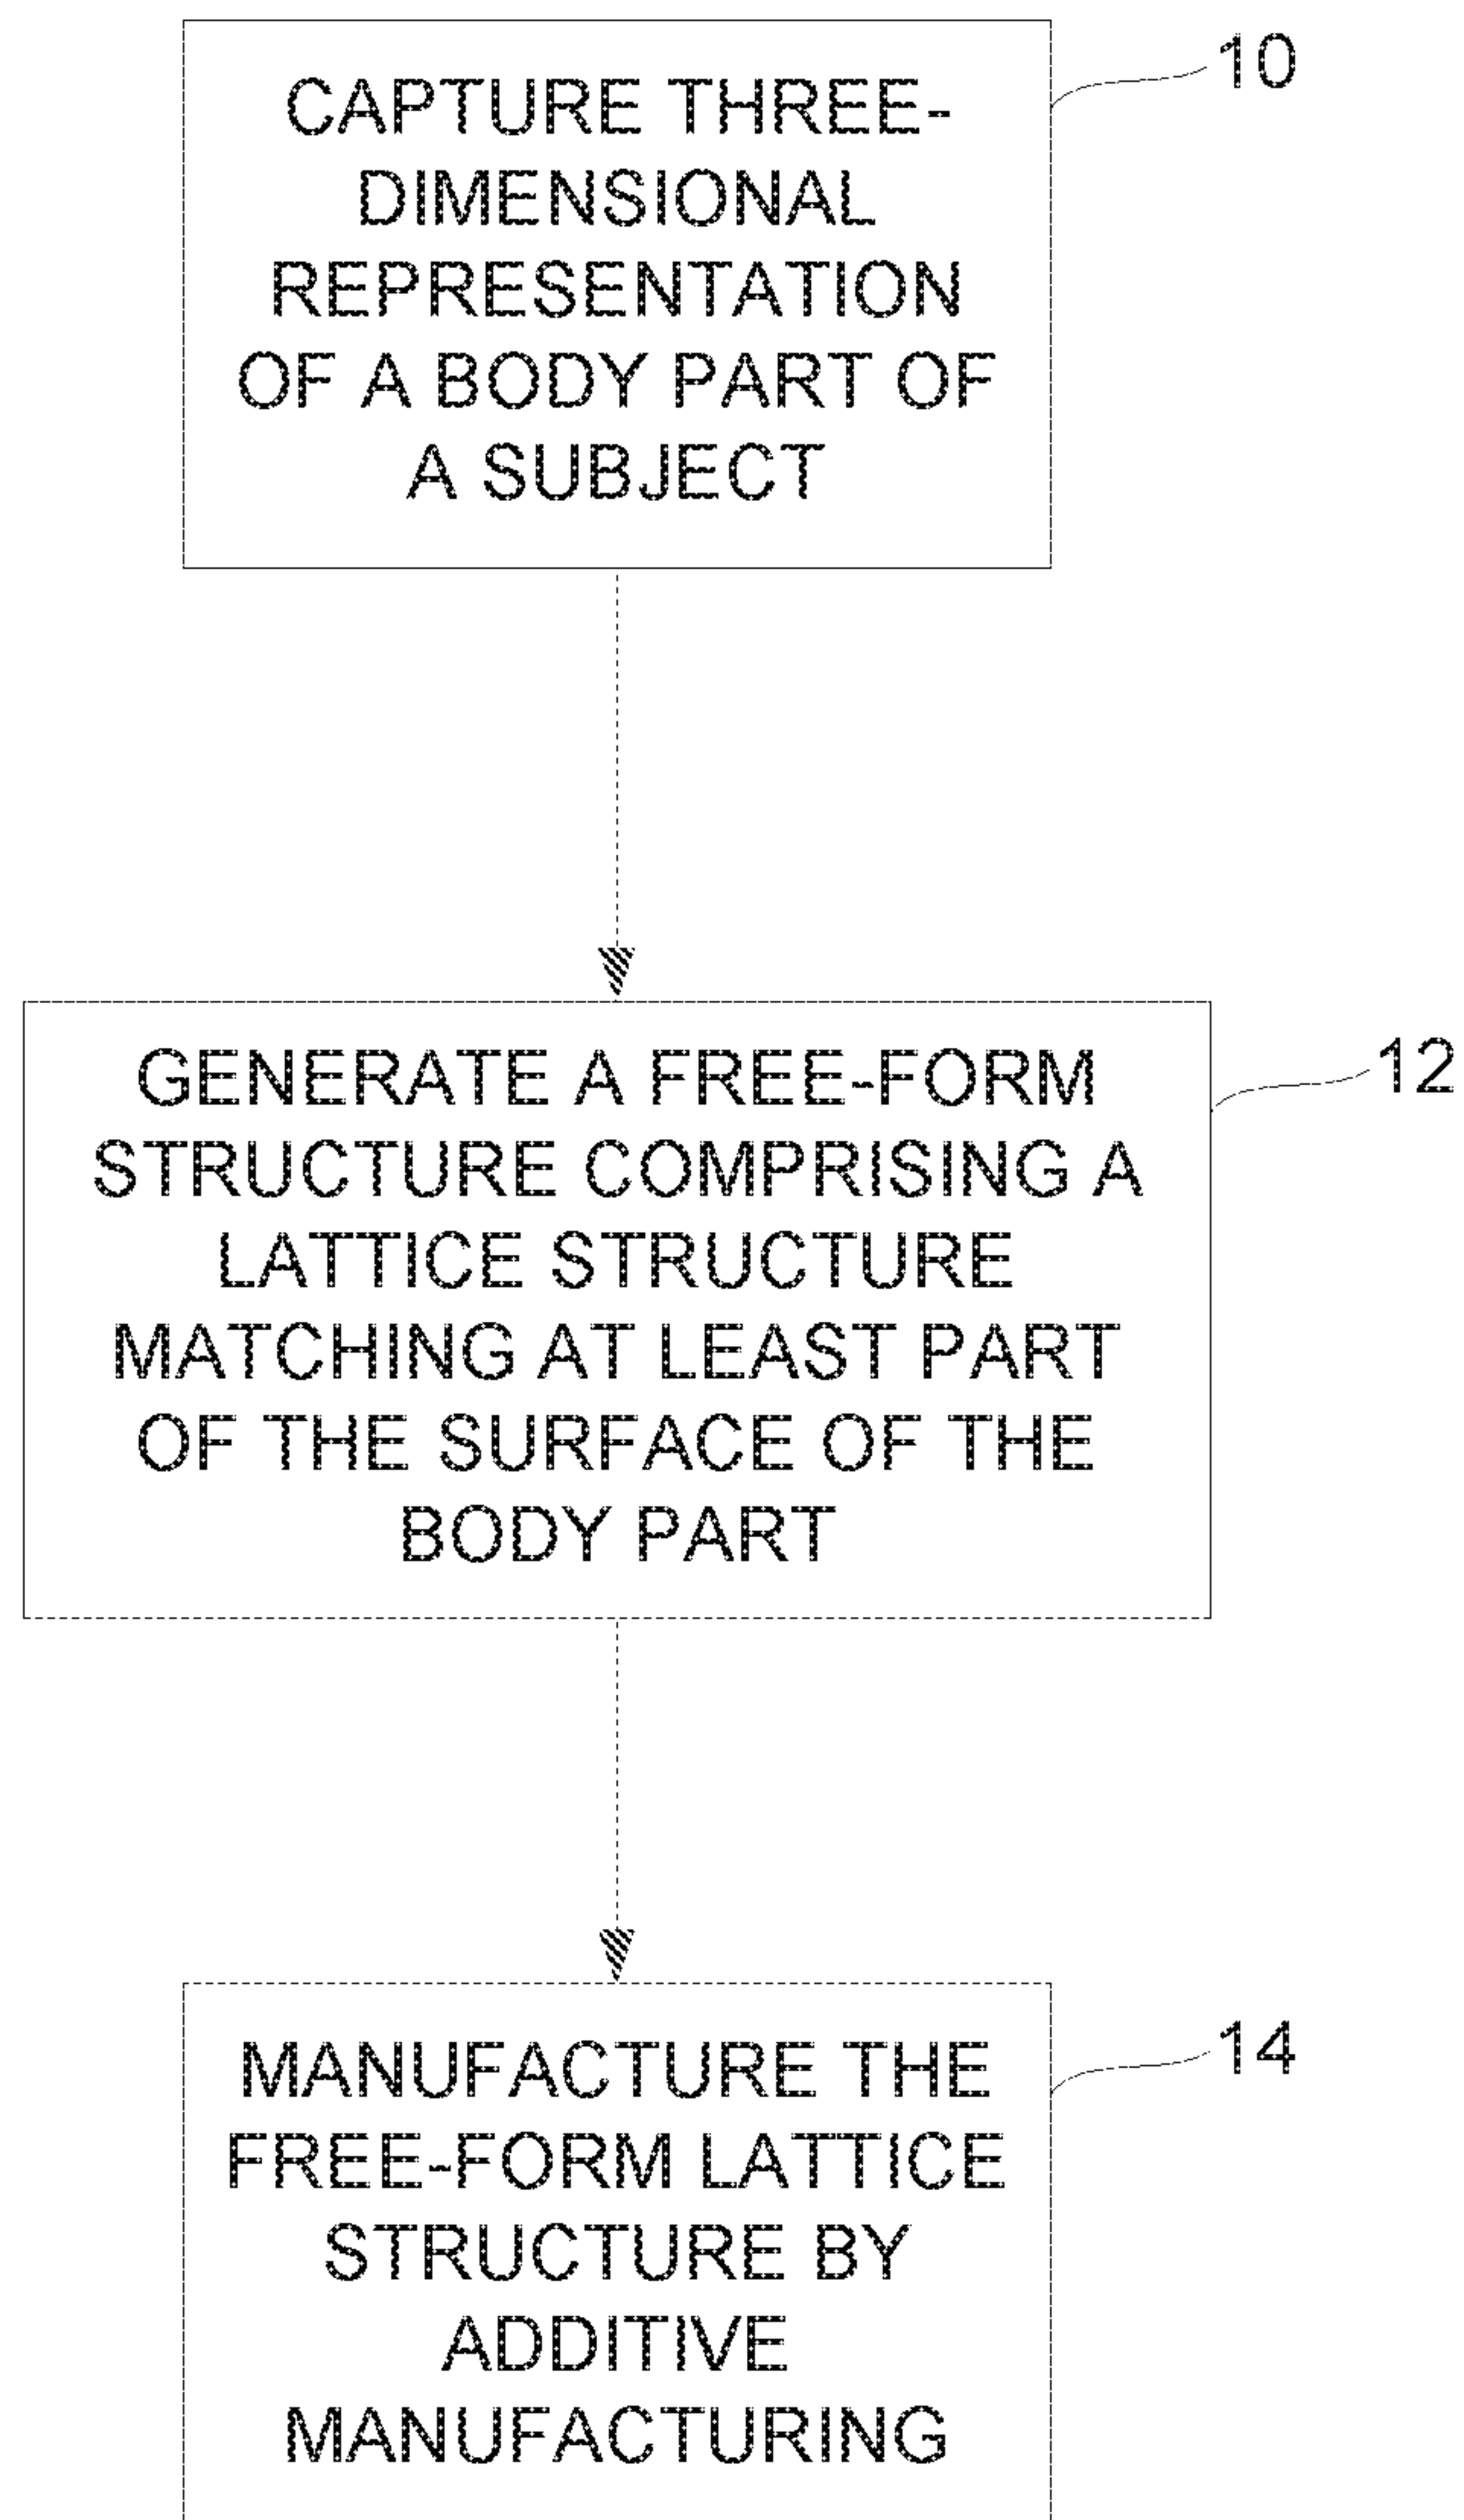 CAPTURE THREE-
DIMENSIONAL
REPRESENTATION
OF A BODY PART OF
A SUBJECT
10
GENERATE A FREE-FORM
STRUCTURE COMPRISING A
LATTICE STRUCTURE
MATCHING AT LEAST PART
OF THE SURFACE OF THE
BODY PART
12
MANUFACTURE THE
FREE-FORM LATTICE
STRUCTURE BY
ADDITIVE
MANUFACTURING
14